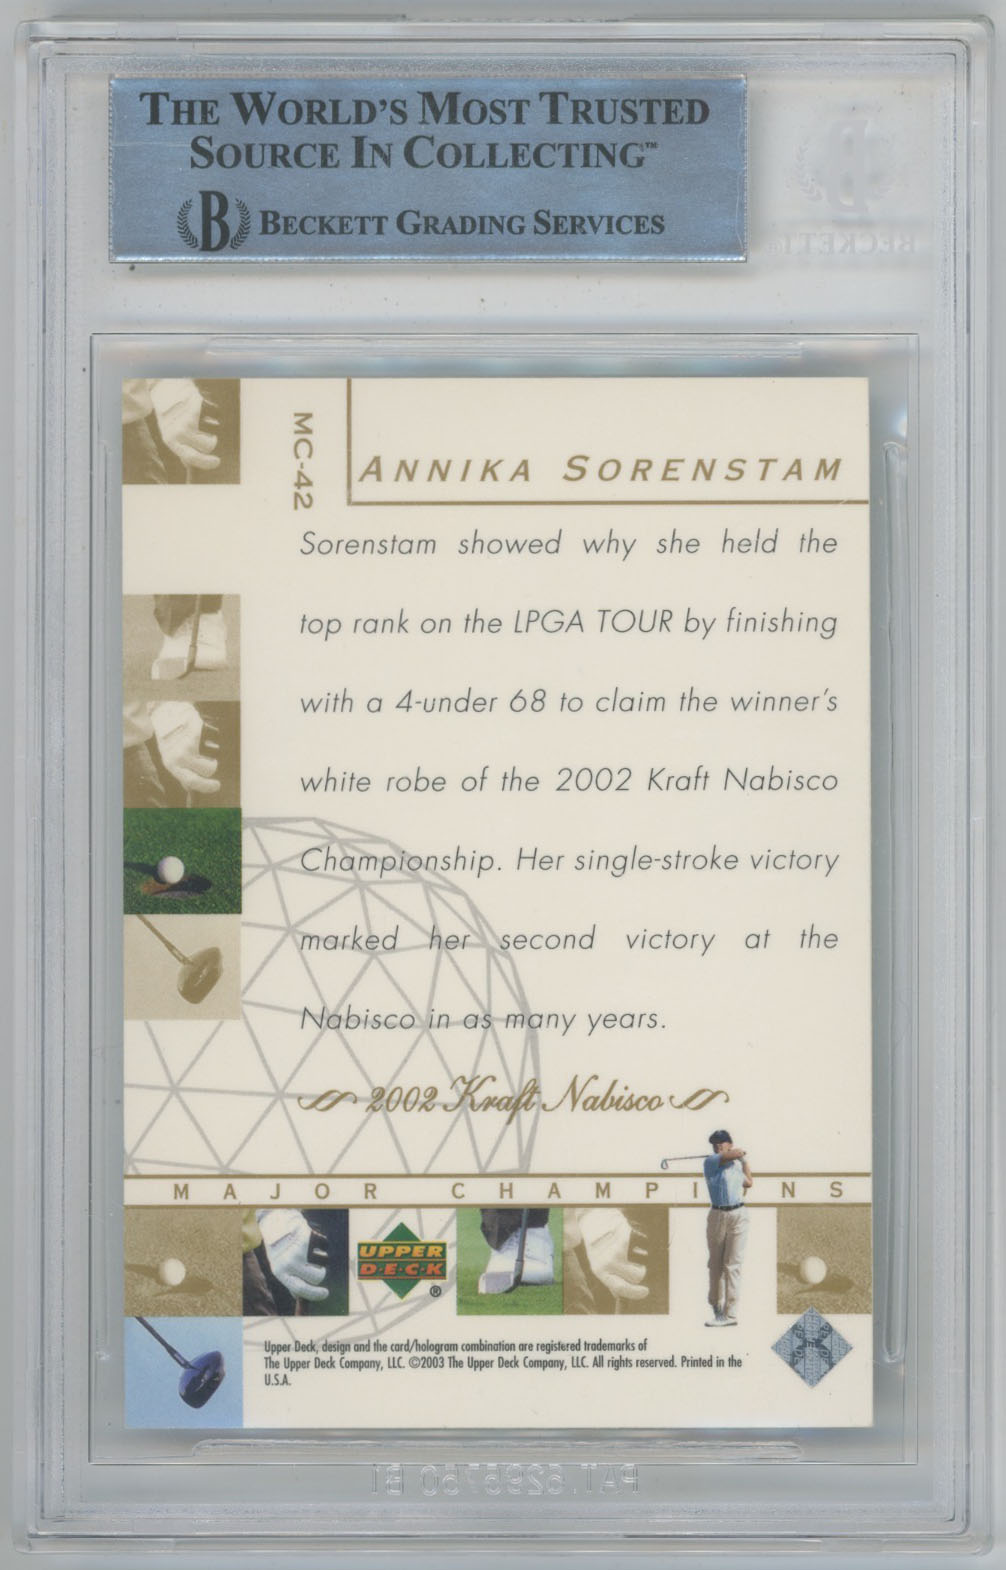 THE WORLD'S MOST TRUSTED
SOURCE IN COLLECTING™
B BECKETT GRADING SERVICES
B
BECKETT
MC-42
ANNIKA SORENSTAM
Sorenstam showed why she held the
top rank on the LPGA TOUR by finishing
with a 4-under 68 to claim the winner's
white robe of the 2002 Kraft Nabisco
Championship. Her single-stroke victory
marked her second victory at the
Nabisco in as many years.
2002 Kraft Nabisco
MAJOR CHAMPIONS
UPPER
D·E·C·K
®
Upper Deck, design and the card/hologram combination are registered trademarks of
The Upper Deck Company, LLC. ©2003 The Upper Deck Company, LLC. All rights reserved. Printed in the
U.S.A.